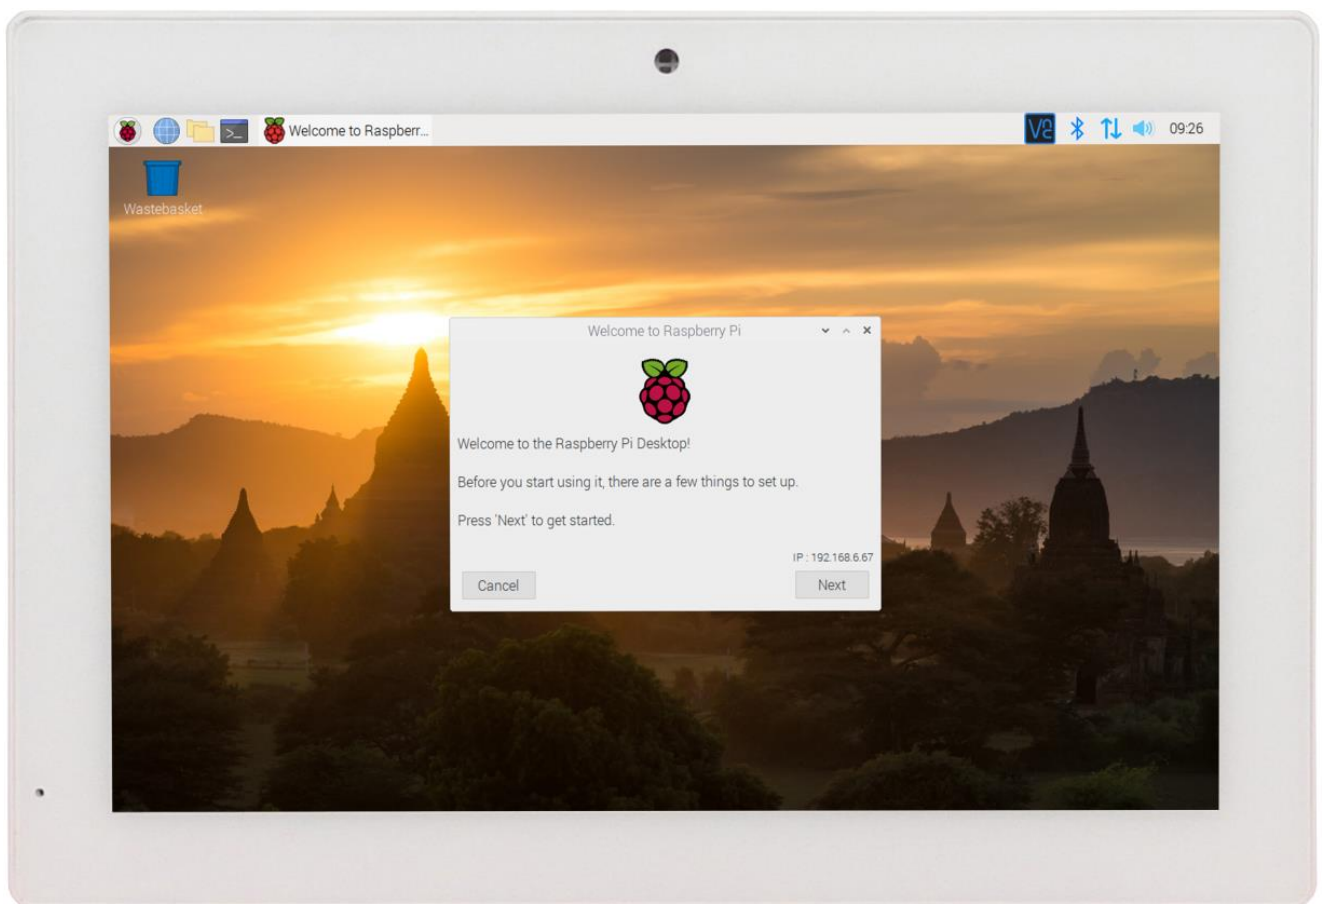 Welcome to Raspberr...
V2
09:26
Wastebasket
Welcome to Raspberry Pi
Welcome to the Raspberry Pi Desktop!
Before you start using it, there are a few things to set up.
Press 'Next' to get started.
IP : 192.168.6.67
Cancel
Next